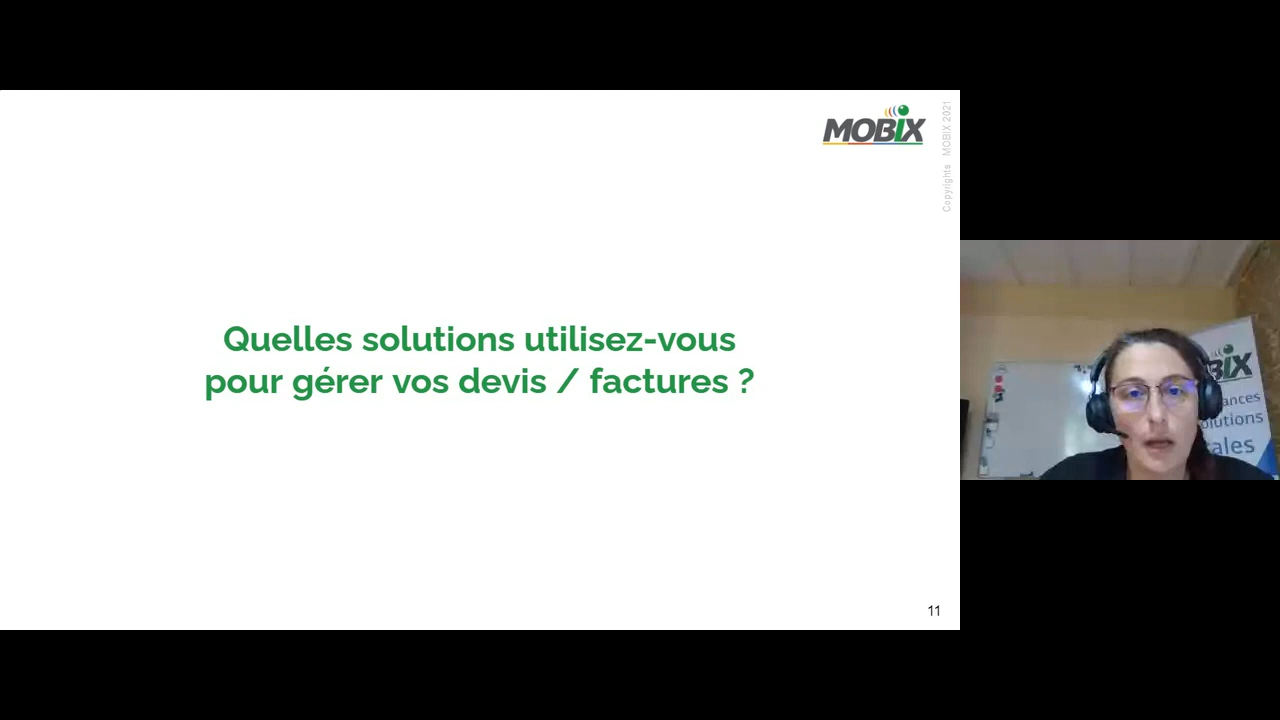 MOBIX
Copyrights MOBIX 2021
Quelles solutions utilisez-vous
pour gérer vos devis / factures ?
11